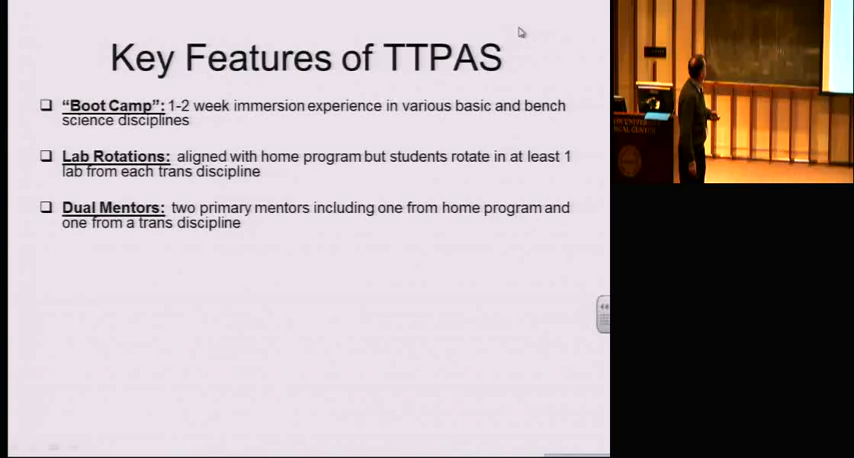 Key Features of TTPAS
"Boot Camp": 1-2 week immersion experience in various basic and bench
science disciplines
Lab Rotations: aligned with home program but students rotate in at least 1
lab from each trans discipline
Dual Mentors: two primary mentors including one from home program and
one from a trans discipline